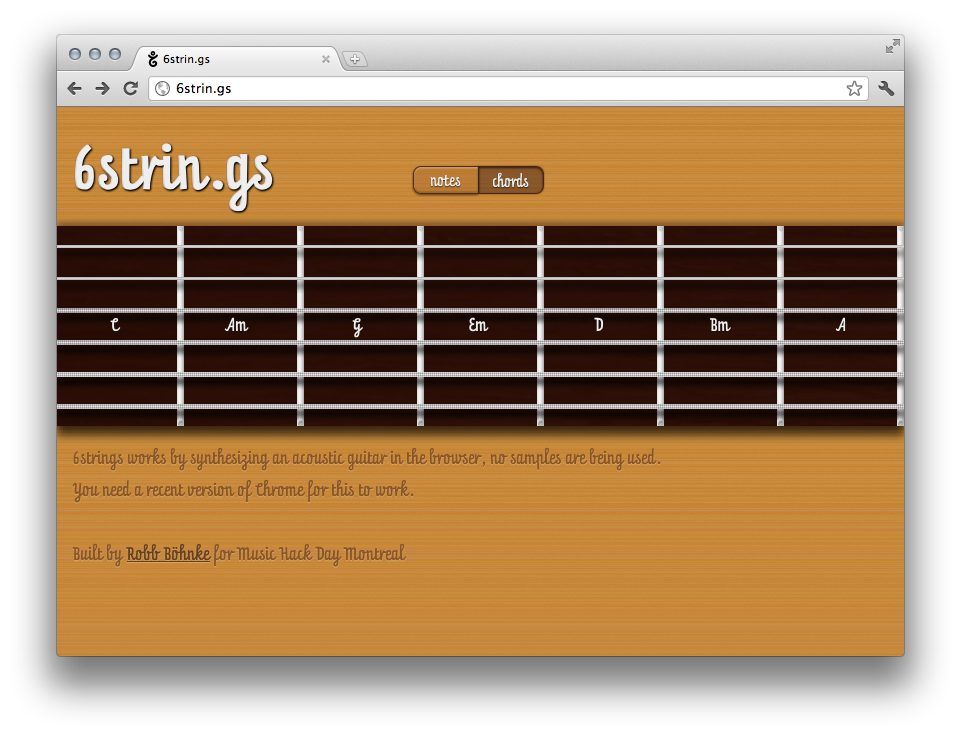 6strin.gs
6strin.gs
6strin.gs
notes chords
C Am G Em D Bm A
6strings works by synthesizing an acoustic guitar in the browser, no samples are being used.
You need a recent version of Chrome for this to work.
Built by Robb Böhnke for Music Hack Day Montreal